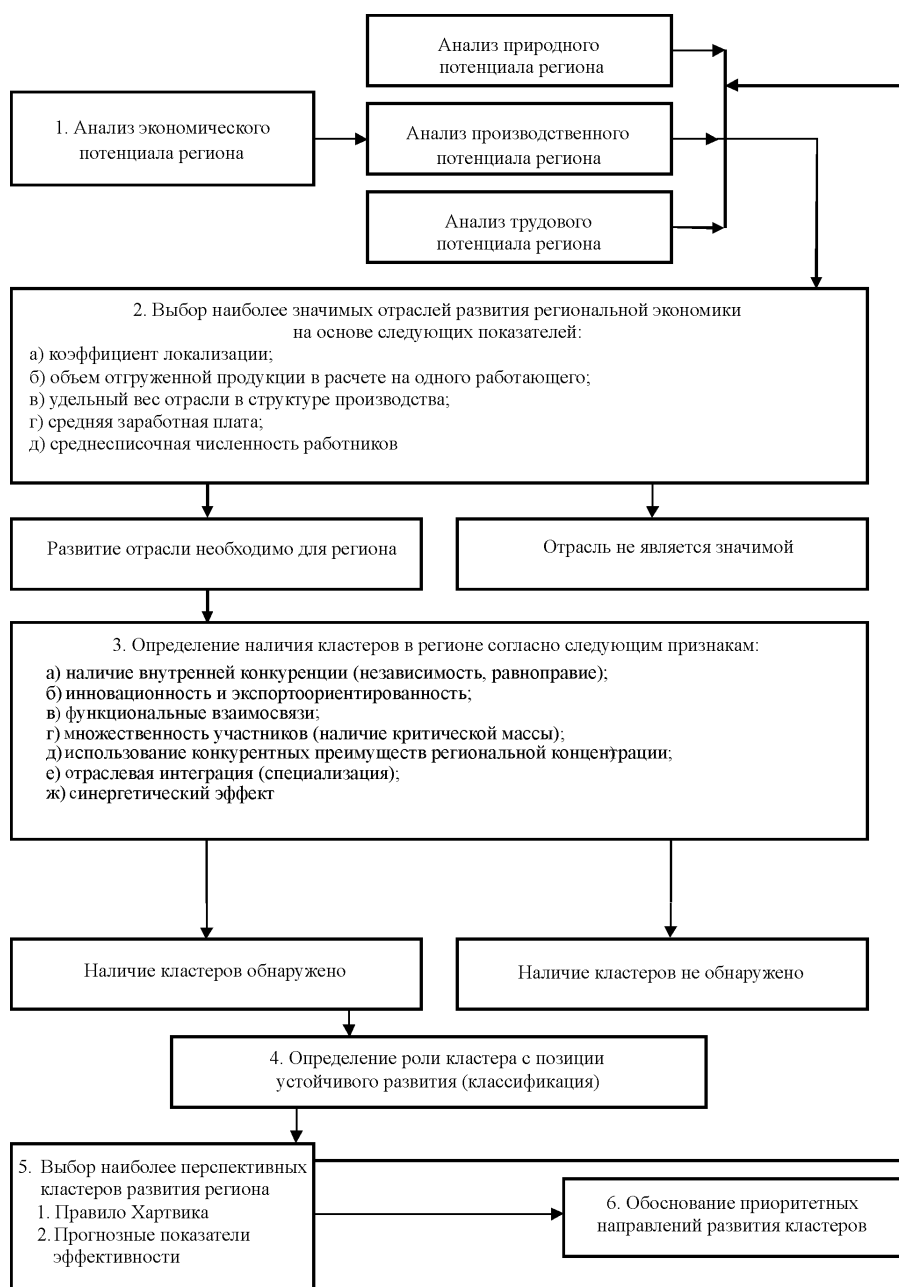 Анализ природного
потенциала региона
1. Анализ экономического
потенциала региона
Анализ производственного
потенциала региона
Анализ трудового
потенциала региона
2. Выбор наиболее значимых отраслей развития региональной экономики
на основе следующих показателей:
а) коэффициент локализации;
б) объем отгруженной продукции в расчете на одного работающего;
в) удельный вес отрасли в структуре производства;
г) средняя заработная плата;
д) среднесписочная численность работников
Развитие отрасли необходимо для региона
Отрасль не является значимой
3. Определение наличия кластеров в регионе согласно следующим признакам:
а) наличие внутренней конкуренции (независимость, равноправие);
б) инновационность и экспортоориентированность;
в) функциональные взаимосвязи;
г) множественность участников (наличие критической массы);
д) использование конкурентных преимуществ региональной концентрации;
е) отраслевая интеграция (специализация);
ж) синергетический эффект
Наличие кластеров обнаружено
Наличие кластеров не обнаружено
4. Определение роли кластера с позиции
устойчивого развития (классификация)
5. Выбор наиболее перспективных
кластеров развития региона
1. Правило Хартвика
2. Прогнозные показатели
эффективности
6. Обоснование приоритетных
направлений развития кластеров